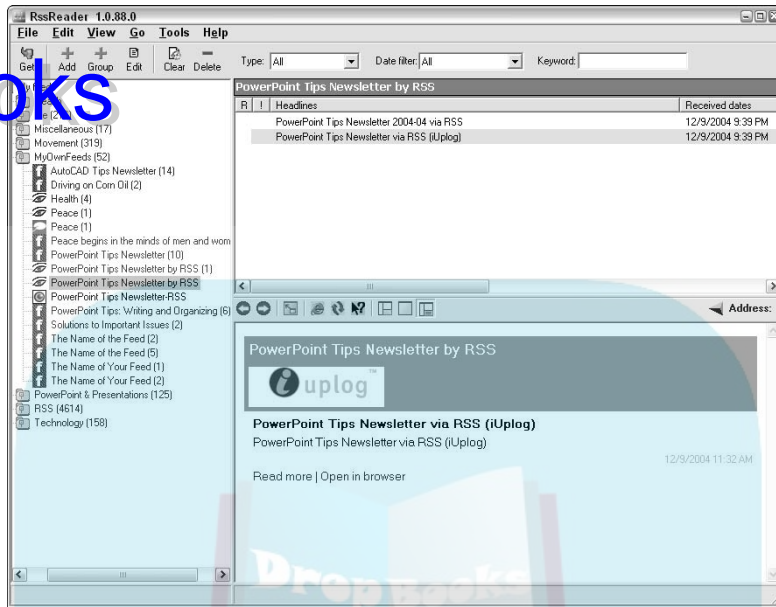 RssReader 1.0.88.0
File Edit View Go Tools Help
Get Add Group Edit Clear Delete
Type: All Date filter: All Keyword:
oks
Miscellaneous (17)
Movement (319)
MyOwnFeeds (52)
AutoCAD Tips Newsletter (14)
Driving on Corn Oil (2)
Health (4)
Peace (1)
Peace (1)
Peace begins in the minds of men and wom
PowerPoint Tips Newsletter (10)
PowerPoint Tips Newsletter by RSS (1)
PowerPoint Tips Newsletter by RSS
PowerPoint Tips Newsletter-RSS
PowerPoint Tips: Writing and Organizing (6)
Solutions to Important Issues (2)
The Name of the Feed (2)
The Name of the Feed (5)
The Name of Your Feed (1)
The Name of Your Feed (2)
PowerPoint & Presentations (125)
RSS (4614)
Technology (158)
PowerPoint Tips Newsletter by RSS
R ! Headlines Received dates
PowerPoint Tips Newsletter 2004-04 via RSS 12/9/2004 9:39 PM
PowerPoint Tips Newsletter via RSS (iUplog) 12/9/2004 9:39 PM
Address:
PowerPoint Tips Newsletter by RSS
i uplog™
PowerPoint Tips Newsletter via RSS (iUplog)
PowerPoint Tips Newsletter via RSS (iUplog)
12/9/2004 11:32 AM
Read more | Open in browser
DropBooks